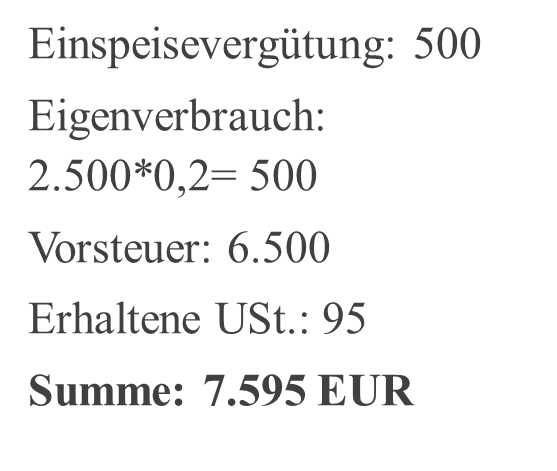 Einspeisevergütung: 500
Eigenverbrauch:
2.500*0,2= 500
Vorsteuer: 6.500
Erhaltene USt.: 95
Summe: 7.595 EUR